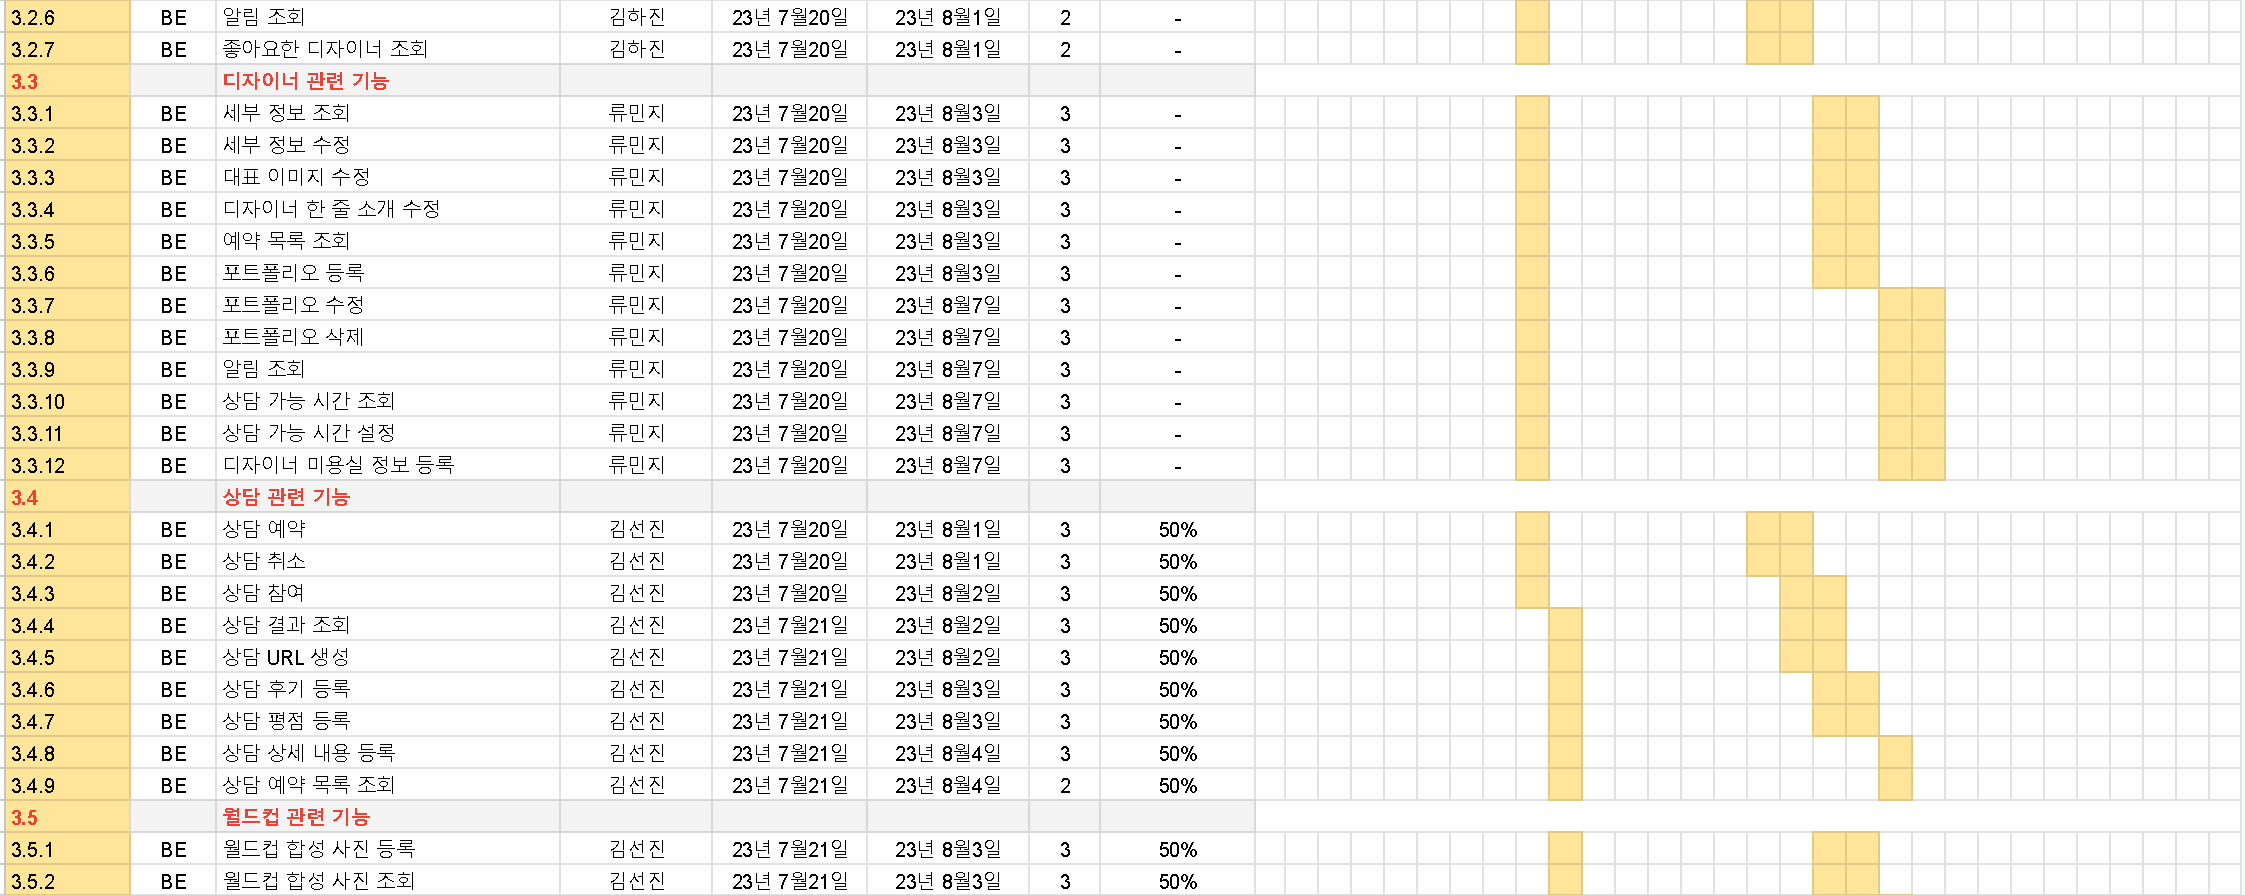 3.2.6 BE 알림 조회 김하진 23년 7월20일 23년 8월1일 2 -
3.2.7 BE 좋아요한 디자이너 조회 김하진 23년 7월20일 23년 8월1일 2 -
3.3 디자이너 관련 기능
3.3.1 BE 세부 정보 조회 류민지 23년 7월20일 23년 8월3일 3 -
3.3.2 BE 세부 정보 수정 류민지 23년 7월20일 23년 8월3일 3 -
3.3.3 BE 대표 이미지 수정 류민지 23년 7월20일 23년 8월3일 3 -
3.3.4 BE 디자이너 한 줄 소개 수정 류민지 23년 7월20일 23년 8월3일 3 -
3.3.5 BE 예약 목록 조회 류민지 23년 7월20일 23년 8월3일 3 -
3.3.6 BE 포트폴리오 등록 류민지 23년 7월20일 23년 8월3일 3 -
3.3.7 BE 포트폴리오 수정 류민지 23년 7월20일 23년 8월7일 3 -
3.3.8 BE 포트폴리오 삭제 류민지 23년 7월20일 23년 8월7일 3 -
3.3.9 BE 알림 조회 류민지 23년 7월20일 23년 8월7일 3 -
3.3.10 BE 상담 가능 시간 조회 류민지 23년 7월20일 23년 8월7일 3 -
3.3.11 BE 상담 가능 시간 설정 류민지 23년 7월20일 23년 8월7일 3 -
3.3.12 BE 디자이너 미용실 정보 등록 류민지 23년 7월20일 23년 8월7일 3 -
3.4 상담 관련 기능
3.4.1 BE 상담 예약 김선진 23년 7월20일 23년 8월1일 3 50%
3.4.2 BE 상담 취소 김선진 23년 7월20일 23년 8월1일 3 50%
3.4.3 BE 상담 참여 김선진 23년 7월20일 23년 8월2일 3 50%
3.4.4 BE 상담 결과 조회 김선진 23년 7월21일 23년 8월2일 3 50%
3.4.5 BE 상담 URL 생성 김선진 23년 7월21일 23년 8월2일 3 50%
3.4.6 BE 상담 후기 등록 김선진 23년 7월21일 23년 8월3일 3 50%
3.4.7 BE 상담 평점 등록 김선진 23년 7월21일 23년 8월3일 3 50%
3.4.8 BE 상담 상세 내용 등록 김선진 23년 7월21일 23년 8월4일 3 50%
3.4.9 BE 상담 예약 목록 조회 김선진 23년 7월21일 23년 8월4일 2 50%
3.5 월드컵 관련 기능
3.5.1 BE 월드컵 합성 사진 등록 김선진 23년 7월21일 23년 8월3일 3 50%
3.5.2 BE 월드컵 합성 사진 조회 김선진 23년 7월21일 23년 8월3일 3 50%